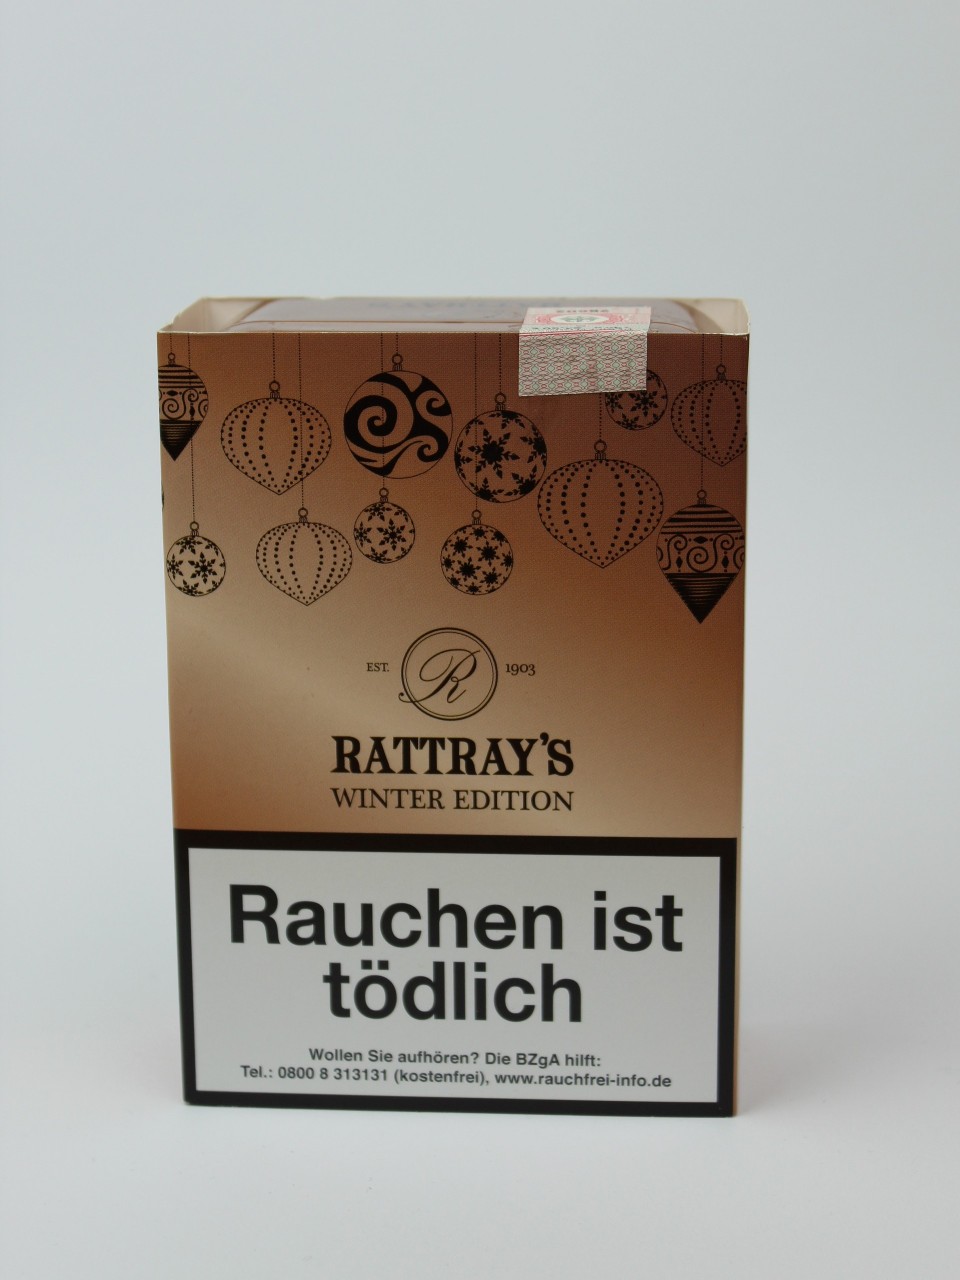 EST. R 1903
RATTRAY'S
WINTER EDITION
Rauchen ist
tödlich
Wollen Sie aufhören? Die BZgA hilft:
Tel.: 0800 8 313131 (kostenfrei), www.rauchfrei-info.de